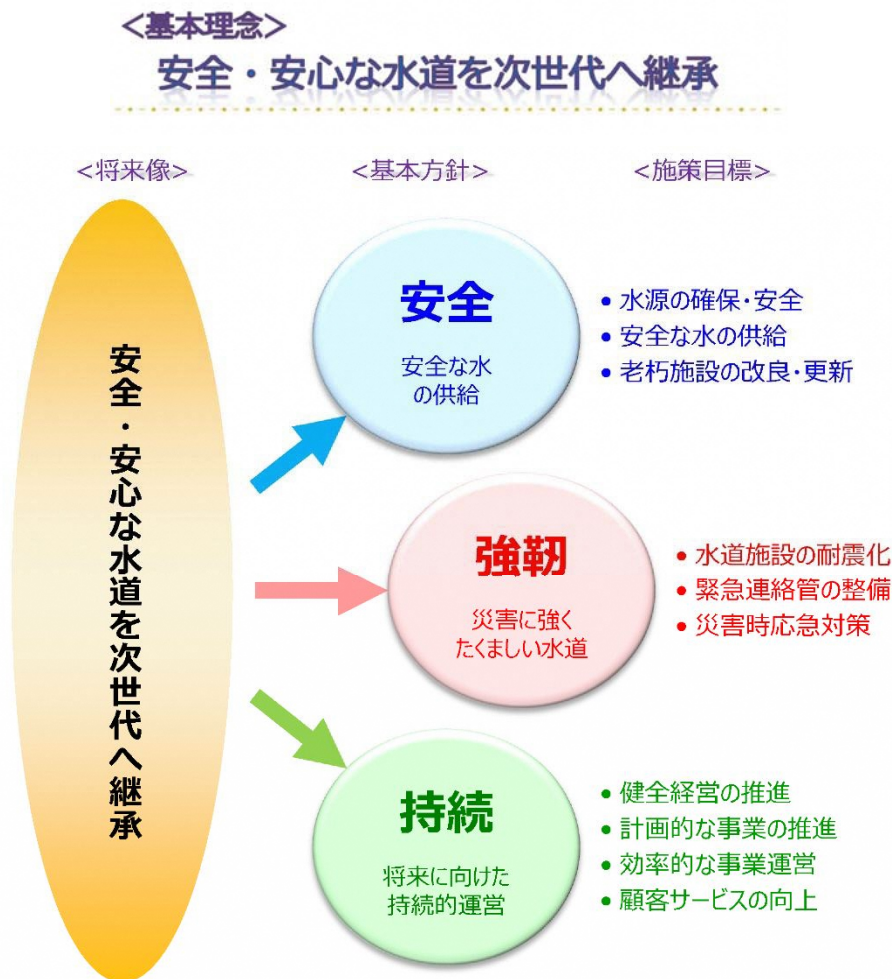 <基本理念>
安全・安心な水道を次世代へ継承
<将来像>
<基本方針>
<施策目標>
安全・安心な水道を次世代へ継承
安全
安全な水
の供給
• 水源の確保・安全
• 安全な水の供給
• 老朽施設の改良・更新
強靭
災害に強く
たくましい水道
• 水道施設の耐震化
• 緊急連絡管の整備
• 災害時応急対策
持続
将来に向けた
持続的運営
• 健全経営の推進
• 計画的な事業の推進
• 効率的な事業運営
• 顧客サービスの向上